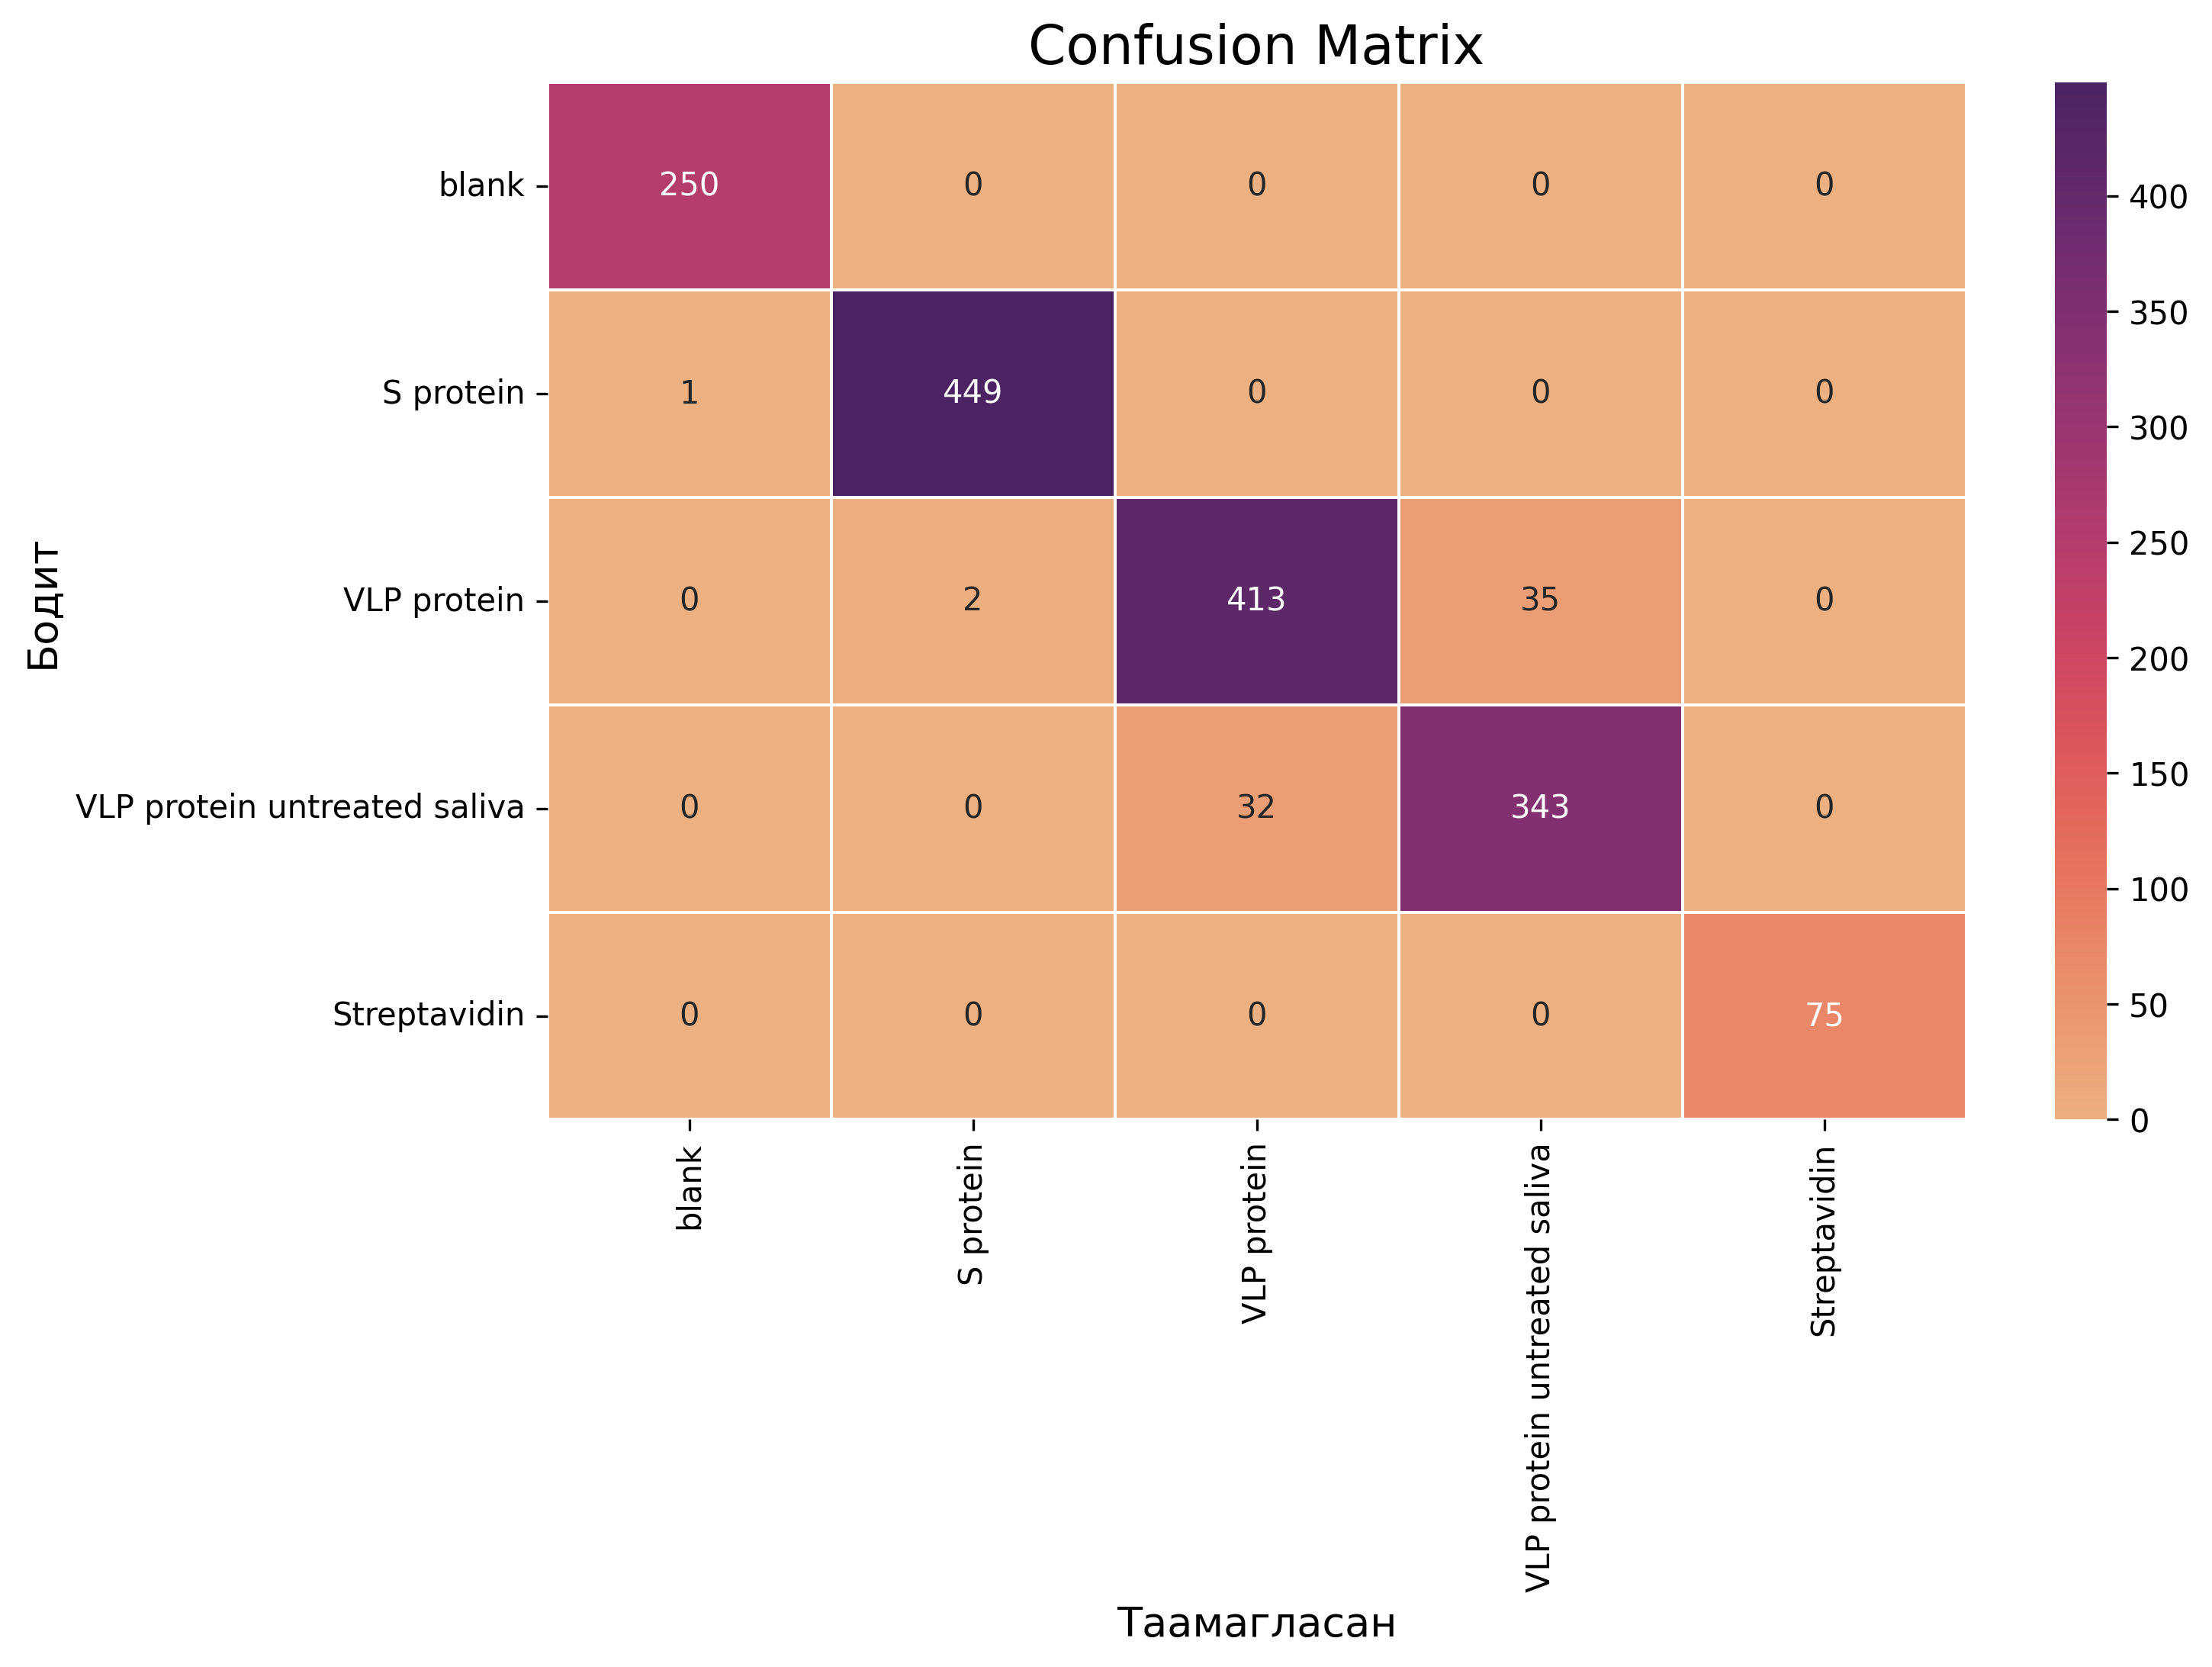 Confusion Matrix
Бодит
blank
250
0
0
0
0
S protein
1
449
0
0
0
VLP protein
0
2
413
35
0
VLP protein untreated saliva
0
0
32
343
0
Streptavidin
0
0
0
0
75
blank
S protein
VLP protein
VLP protein untreated saliva
Streptavidin
Таамагласан
400
350
300
250
200
150
100
50
0